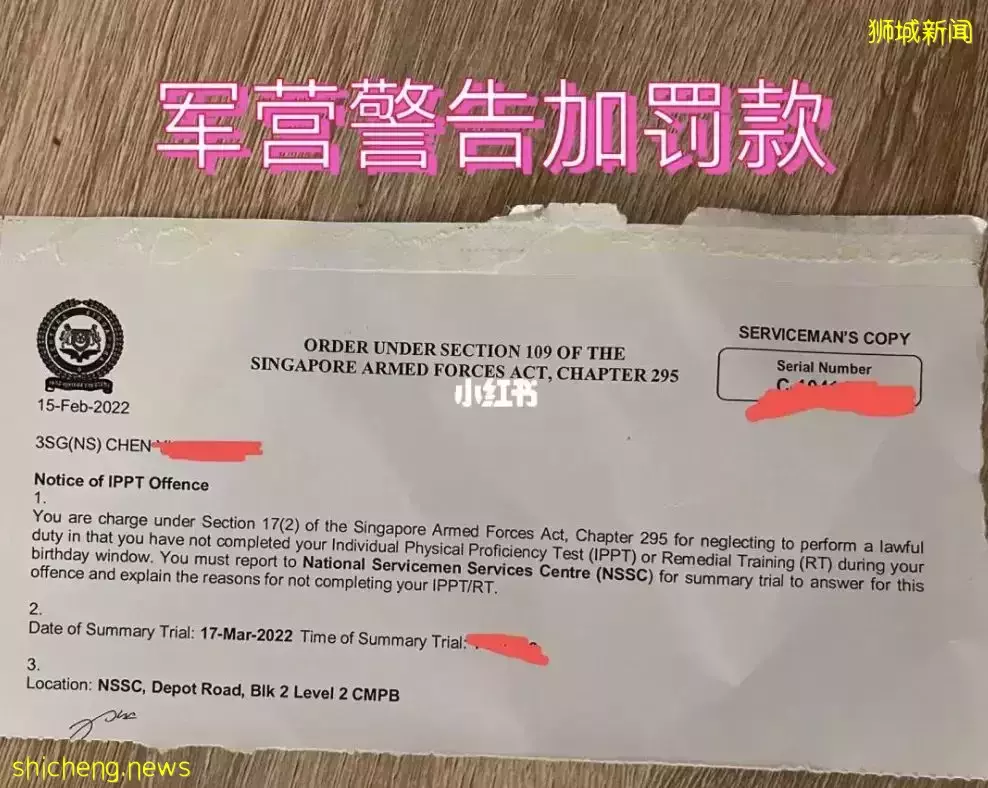 狮城新闻
军营警告加罚款
ORDER UNDER SECTION 109 OF THE
SINGAPORE ARMED FORCES ACT, CHAPTER 295
SERVICEMAN'S COPY
Serial Number
小红书
15-Feb-2022
3SG(NS) CHEN
Notice of IPPT Offence
1.
You are charge under Section 17(2) of the Singapore Armed Forces Act, Chapter 295 for neglecting to perform a lawful
duty in that you have not completed your Individual Physical Proficiency Test (IPPT) or Remedial Training (RT) during your
birthday window. You must report to National Servicemen Services Centre (NSSC) for summary trial to answer for this
offence and explain the reasons for not completing your IPPT/RT.
2.
Date of Summary Trial: 17-Mar-2022 Time of Summary Trial:
3.
Location: NSSC, Depot Road, Blk 2 Level 2 CMPB
shicheng.news